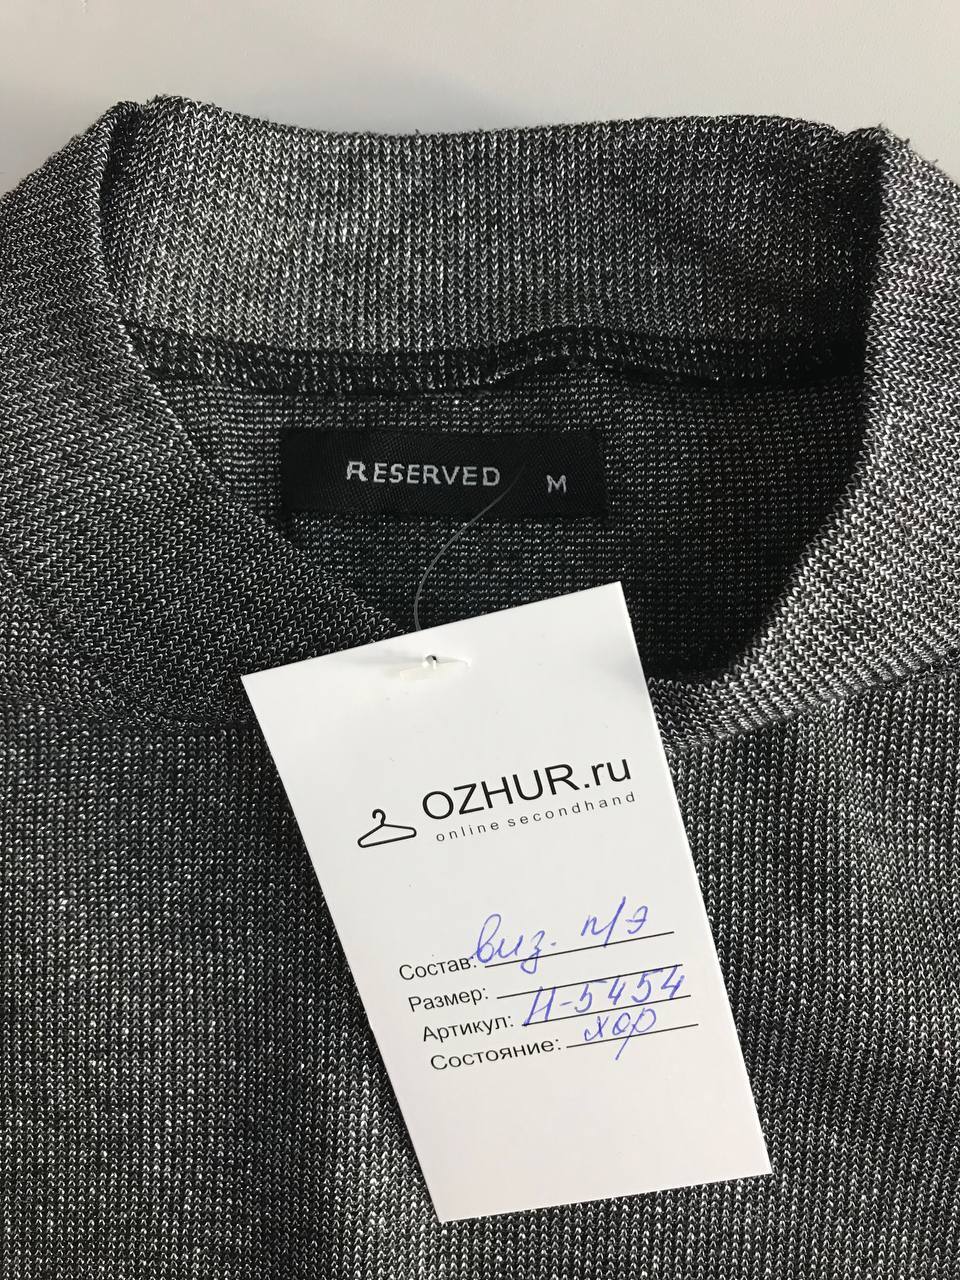 RESERVED M
OZHUR.ru
online secondhand
Состав: виз. п/э
Размер:
Артикул: Н-5454
Состояние: хор